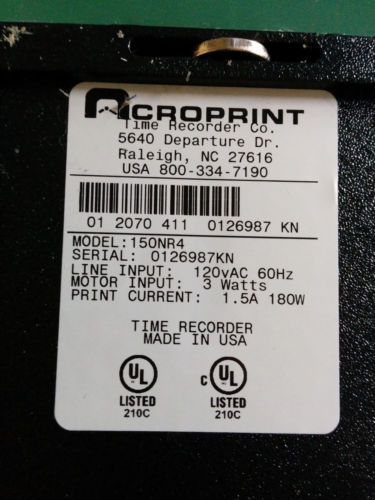 ACROPRINT
Time Recorder Co.
5640 Departure Dr.
Raleigh, NC 27616
USA 800-334-7190
01 2070 411 0126987 KN
MODEL:150NR4
SERIAL: 0126987KN
LINE INPUT: 120vAC 60Hz
MOTOR INPUT: 3 Watts
PRINT CURRENT: 1.5A 180W
TIME RECORDER
MADE IN USA
UL C UL
LISTED LISTED
210C 210C